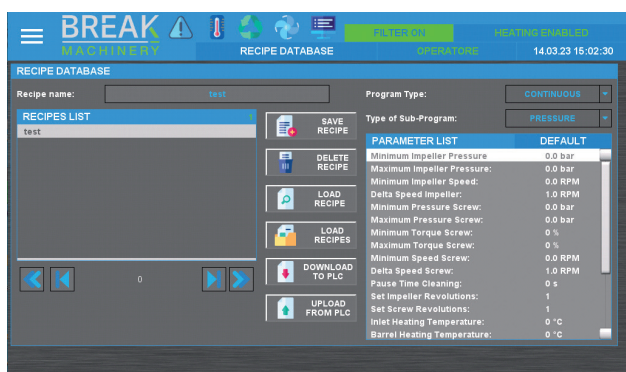 BREAK
MACHINERY
RECIPE DATABASE
FILTER ON
HEATING ENABLED
OPERATORE
14.03.23 15:02:30
RECIPE DATABASE
Recipe name:
test
Program Type:
CONTINUOUS
Type of Sub-Program:
PRESSURE
RECIPES LIST
test
0
SAVE
RECIPE
DELETE
RECIPE
LOAD
RECIPE
LOAD
RECIPES
DOWNLOAD
TO PLC
UPLOAD
FROM PLC
PARAMETER LIST DEFAULT
Minimum Impeller Pressure 0.0 bar
Maximum Impeller Pressure: 0.0 bar
Minimum Impeller Speed: 0.0 RPM
Delta Speed Impeller: 1.0 RPM
Minimum Pressure Screw: 0.0 bar
Maximum Pressure Screw: 0.0 bar
Minimum Torque Screw: 0 %
Maximum Torque Screw: 0 %
Minimum Speed Screw: 0.0 RPM
Delta Speed Screw: 1.0 RPM
Pause Time Cleaning: 0 s
Set Impeller Revolutions: 1
Set Screw Revolutions: 1
Inlet Heating Temperature: 0 °C
Barrel Heating Temperature: 0 °C